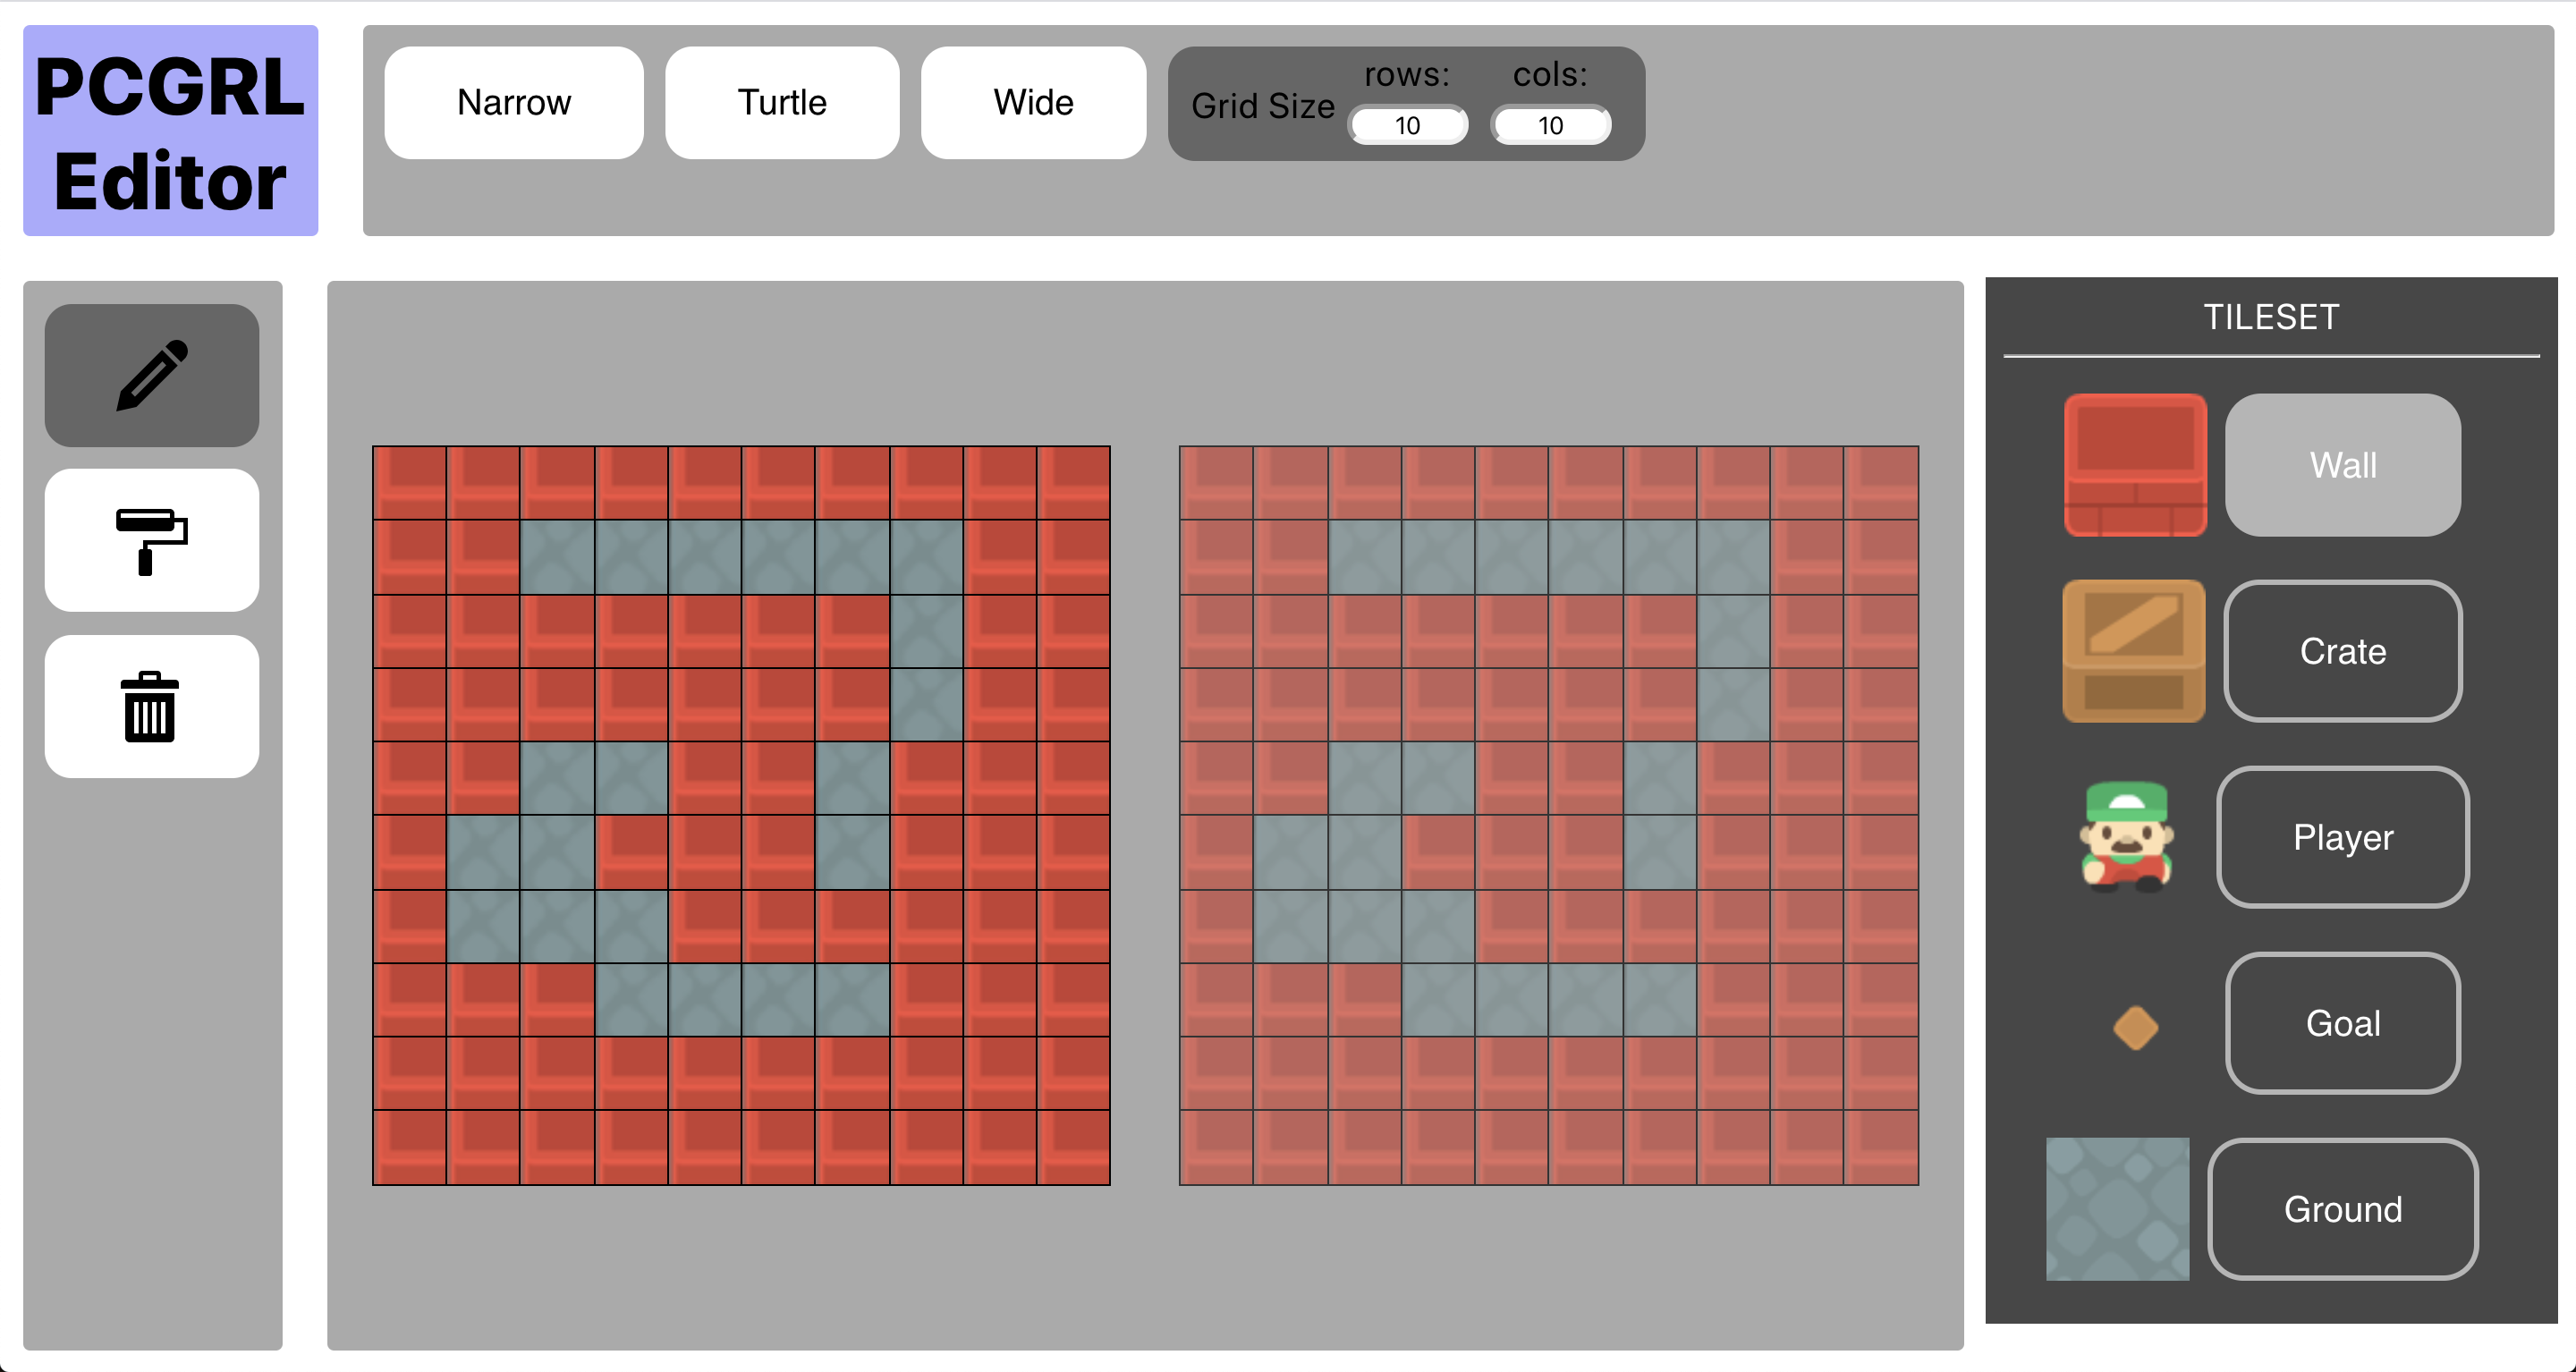 PCGRL
Editor
Narrow
Turtle
Wide
Grid Size
rows:
cols:
10
10
TILESET
Wall
Crate
Player
Goal
Ground